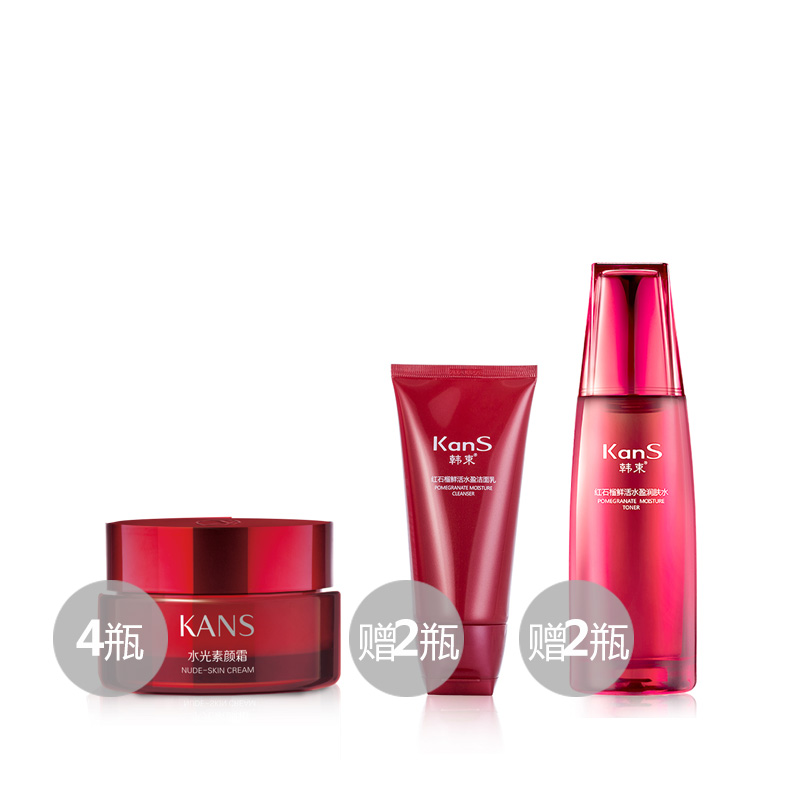 KANS
水光素颜霜
NUDE-SKIN CREAM
4瓶
KanS
韩束®
红石榴鲜活水盈洁面乳
POMEGRANATE MOISTURE
CLEANSER
赠2瓶
KanS
韩束®
红石榴鲜活水盈润肤水
POMEGRANATE MOISTURE
TONER
赠2瓶